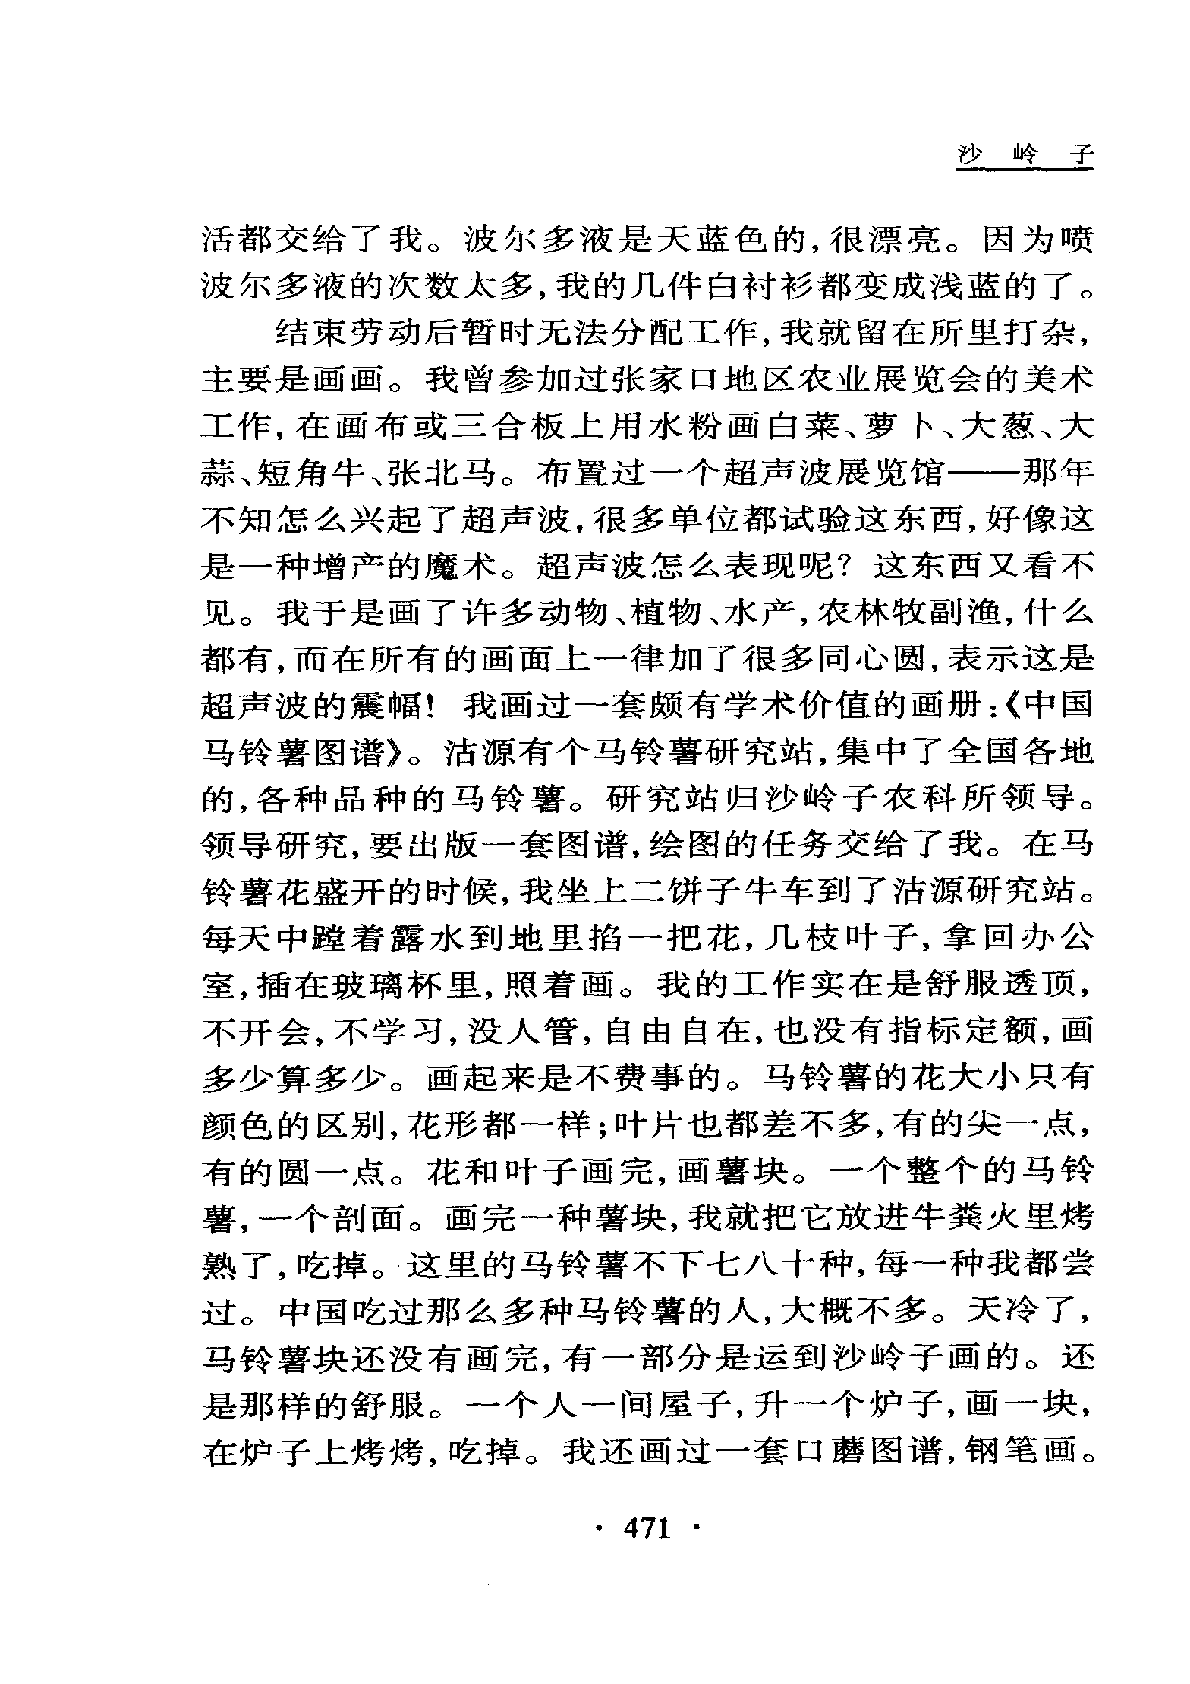 沙岭子
活都交给了我。波尔多液是天蓝色的,很漂亮。因为喷
波尔多液的次数太多,我的几件白衬衫都变成浅蓝的了。
结束劳动后暂时无法分配工作,我就留在所里打杂,
主要是画画。我曾参加过张家口地区农业展览会的美术
工作,在画布或三合板上用水粉画白菜、萝卜、大葱、大
蒜、短角牛、张北马。布置过一个超声波展览馆——那年
不知怎么兴起了超声波,很多单位都试验这东西,好像这
是一种增产的魔术。超声波怎么表现呢?这东西又看不
见。我于是画了许多动物、植物、水产,农林牧副渔,什么
都有,而在所有的画面上一律加了很多同心圆,表示这是
超声波的震幅!我画过一套颇有学术价值的画册:《中国
马铃薯图谱》。沽源有个马铃薯研究站,集中了全国各地
的,各种品种的马铃薯。研究站归沙岭子农科所领导。
领导研究,要出版一套图谱,绘图的任务交给了我。在马
铃薯花盛开的时候,我坐上二饼子牛车到了沽源研究站。
每天中蹚着露水到地里掐一把花,几枝叶子,拿回办公
室,插在玻璃杯里,照着画。我的工作实在是舒服透顶,
不开会,不学习,没人管,自由自在,也没有指标定额,画
多少算多少。画起来是不费事的。马铃薯的花大小只有
颜色的区别,花形都一样;叶片也都差不多,有的尖一点,
有的圆一点。花和叶子画完,画薯块。一个整个的马铃
薯,一个剖面。画完一种薯块,我就把它放进牛粪火里烤
熟了,吃掉。这里的马铃薯不下七八十种,每一种我都尝
过。中国吃过那么多种马铃薯的人,大概不多。天冷了,
马铃薯块还没有画完,有一部分是运到沙岭子画的。还
是那样的舒服。一个人一间屋子,升一个炉子,画一块,
在炉子上烤烤,吃掉。我还画过一套口蘑图谱,钢笔画。
· 471 ·